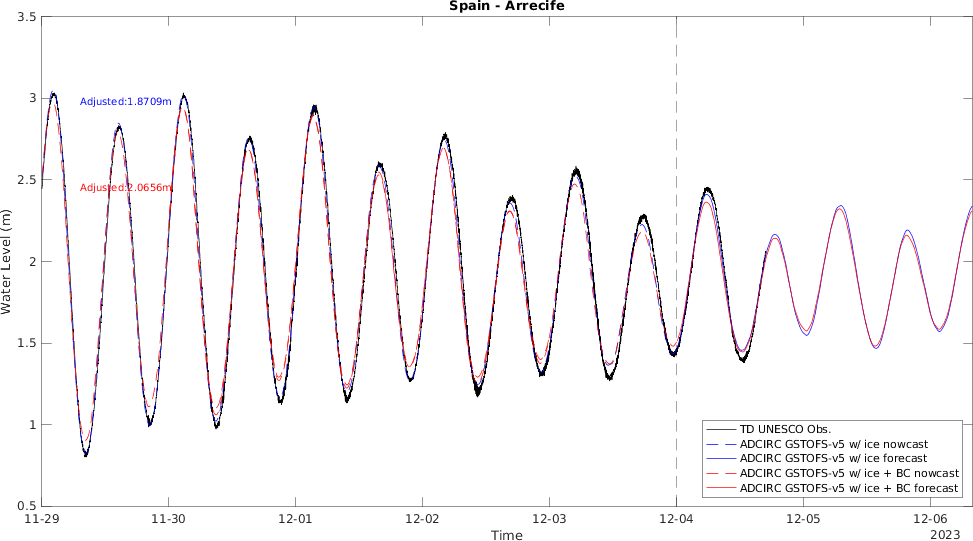 Spain - Arrecife
3.5
3
2.5
2
1.5
1
0.5
Water Level (m)
Adjusted:1.8709m
Adjusted:2.0656m
TD UNESCO Obs.
ADCIRC GSTOFS-v5 w/ ice nowcast
ADCIRC GSTOFS-v5 w/ ice forecast
ADCIRC GSTOFS-v5 w/ ice + BC nowcast
ADCIRC GSTOFS-v5 w/ ice + BC forecast
11-29 11-30 12-01 12-02 12-03 12-04 12-05 12-06
Time
2023